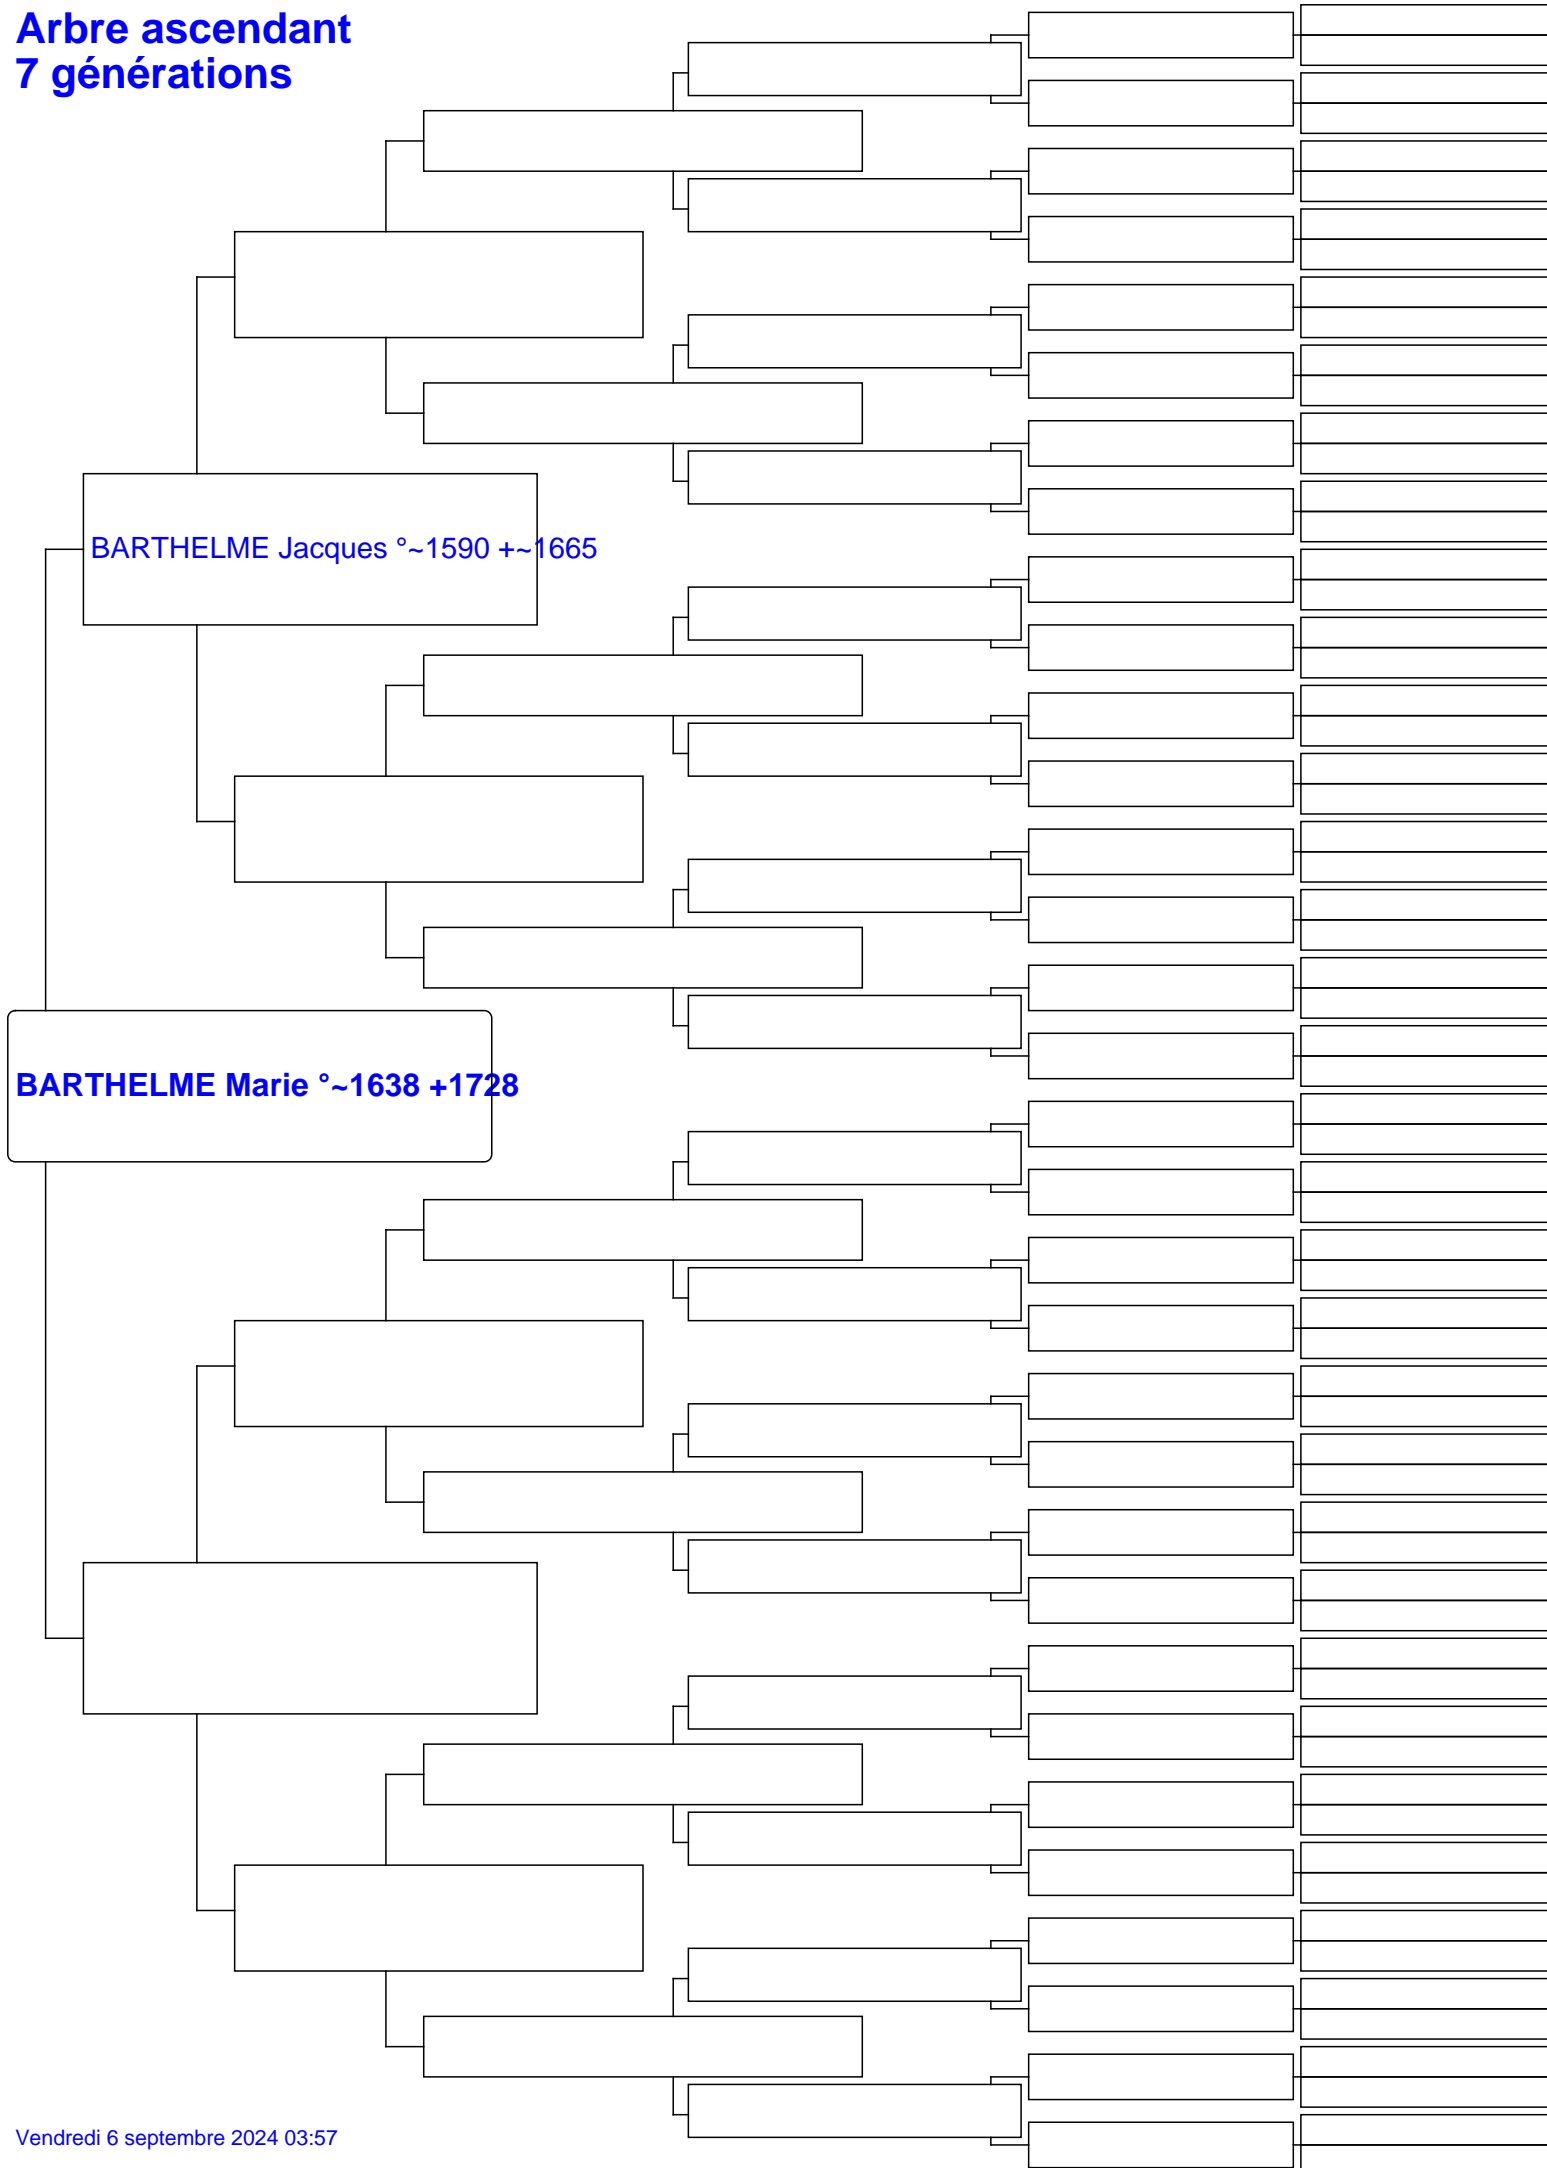 Arbre ascendant
7 générations
BARTHELME Jacques °~1590 +~1665
BARTHELME Marie °~1638 +1728
Vendredi 6 septembre 2024 03:57